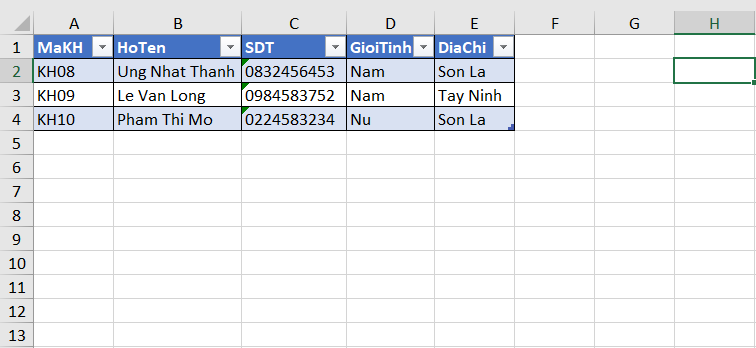 A B C D E F G H
1 MaKH HoTen SDT GioiTinh DiaChi
2 KH08 Ung Nhat Thanh 0832456453 Nam Son La
3 KH09 Le Van Long 0984583752 Nam Tay Ninh
4 KH10 Pham Thi Mo 0224583234 Nu Son La
5
6
7
8
9
10
11
12
13